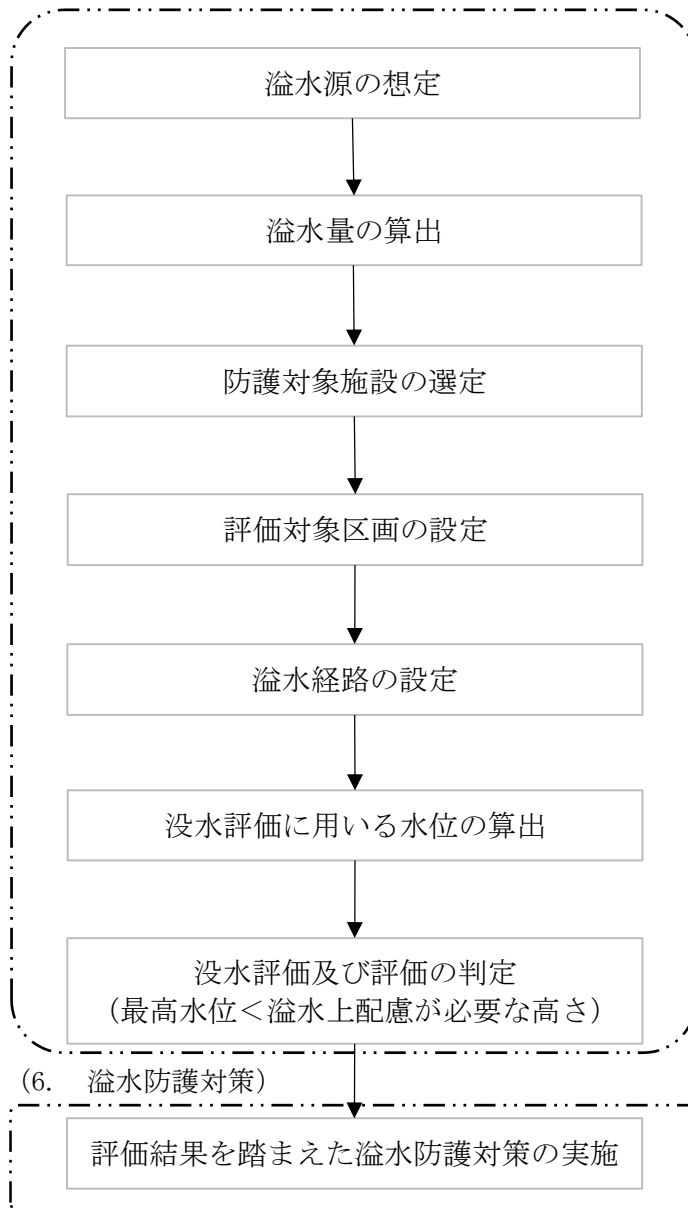 溢水源の想定
溢水量の算出
防護対象施設の選定
評価対象区画の設定
溢水経路の設定
没水評価に用いる水位の算出
没水評価及び評価の判定
（最高水位＜溢水上配慮が必要な高さ）
(6.　溢水防護対策)
評価結果を踏まえた溢水防護対策の実施